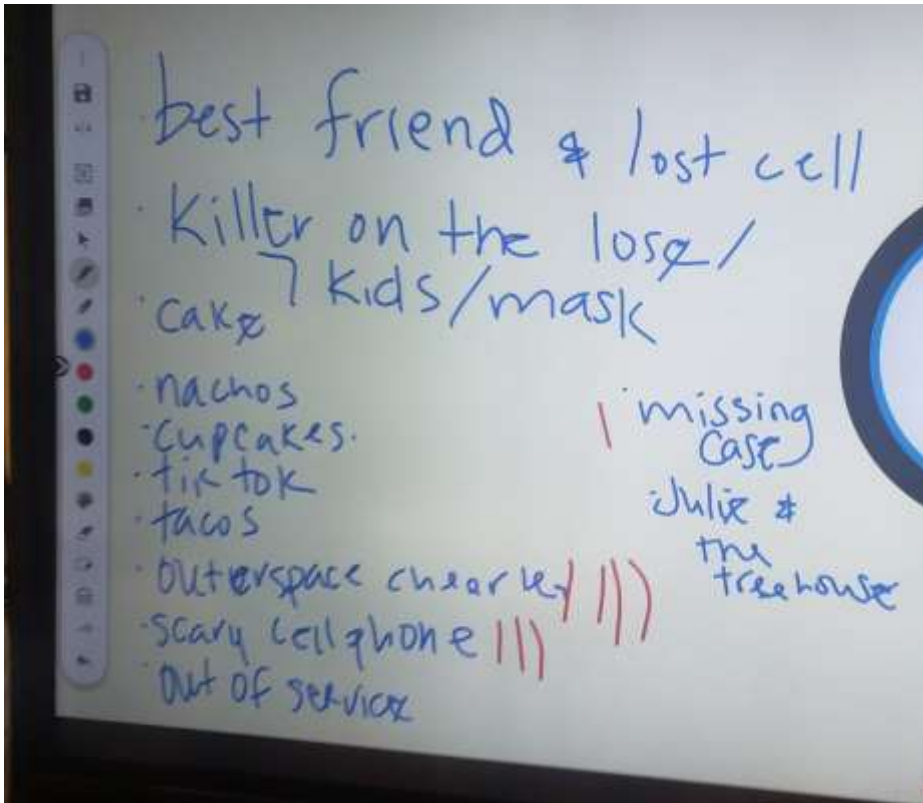 best friend & lost cell
· Killer on the lose/
7 kids/mask
· cake
· nachos
· cupcakes.
· tik tok
· tacos
· outerspace
· scary cellphone |||
· out of service
| · missing
case
· Julie &
the
treehouse